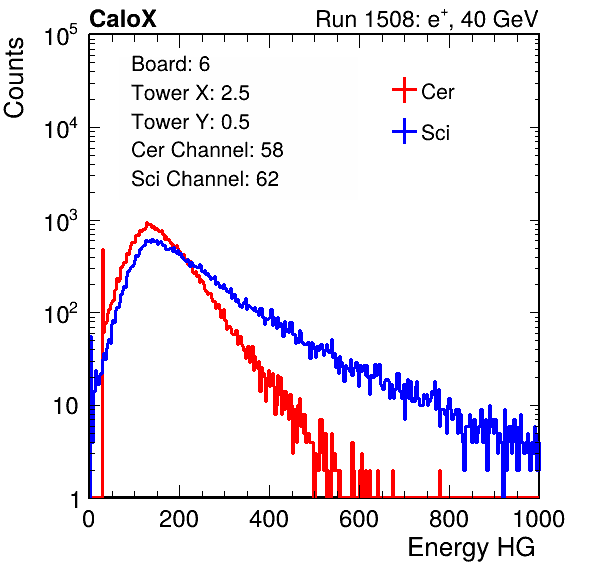 CaloX Run 1508: e⁺, 40 GeV
Counts
10⁵
10⁴
10³
10²
10
1
Board: 6
Tower X: 2.5
Tower Y: 0.5
Cer Channel: 58
Sci Channel: 62
Cer
Sci
0 200 400 600 800 1000
Energy HG